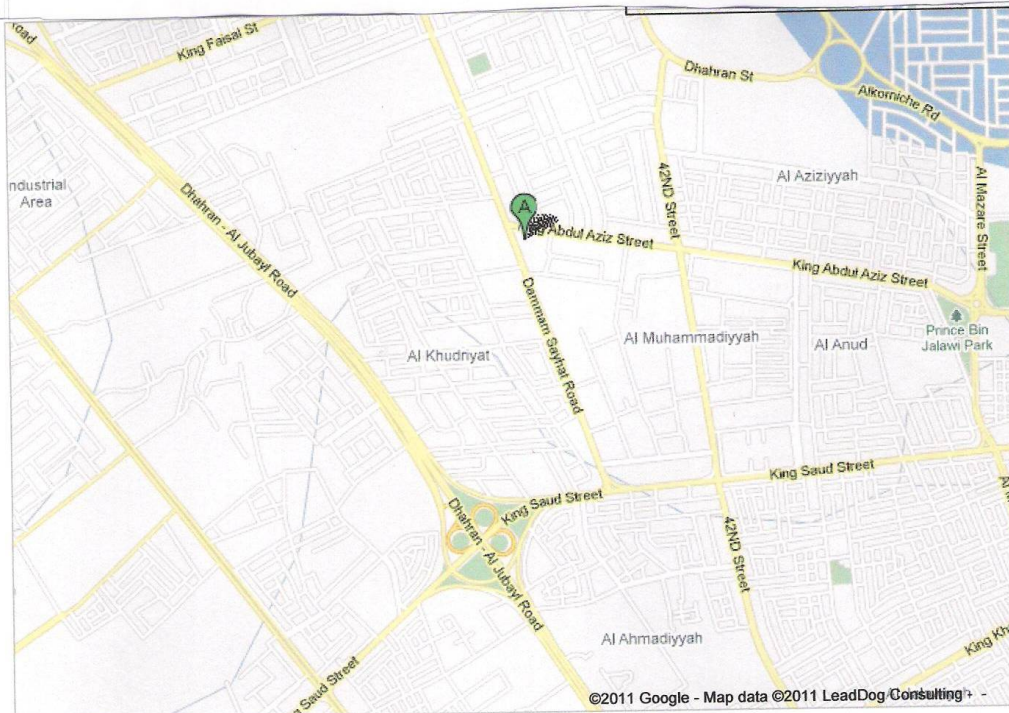 Road
King Faisal St
Dhahran St
Alkorniche Rd
ndustrial
Area
Dhahran - Al Jubayl Road
42ND Street
Al Aziziyyah
Al Mazare Street
A
Abdul Aziz Street
King Abdul Aziz Street
Dammam Sayhat Road
Al Khudriyat
Al Muhammadiyyah
Al Anud
Prince Bin
Jalawi Park
King Saud Street
King Saud Street
Dhahran - Al Jubayl Road
42ND Street
Al Ahmadiyyah
King Kh
Saud Street
©2011 Google - Map data ©2011 LeadDog Consulting - -